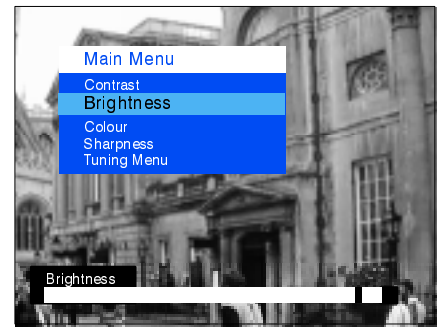 Main Menu
Contrast
Brightness
Colour
Sharpness
Tuning Menu
Brightness